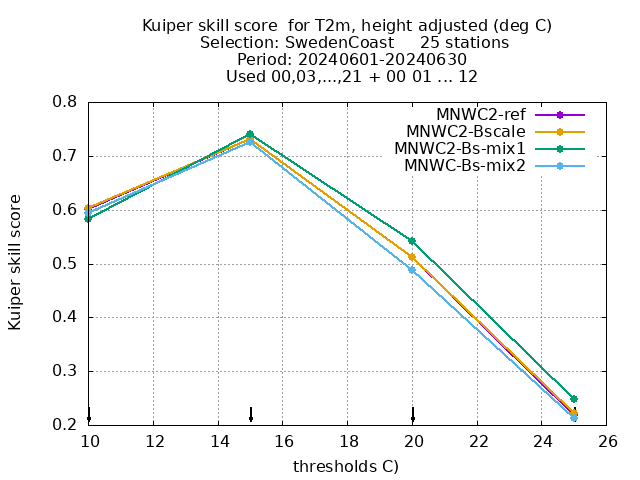 Kuiper skill score  for T2m, height adjusted (deg C)
Selection: SwedenCoast     25 stations
Period: 20240601-20240630
Used 00,03,...,21 + 00 01 ... 12
MNWC2-ref
MNWC2-Bscale
MNWC2-Bs-mix1
MNWC-Bs-mix2
Kuiper skill score
0.8
0.7
0.6
0.5
0.4
0.3
0.2
10 12 14 16 18 20 22 24 26
thresholds C)